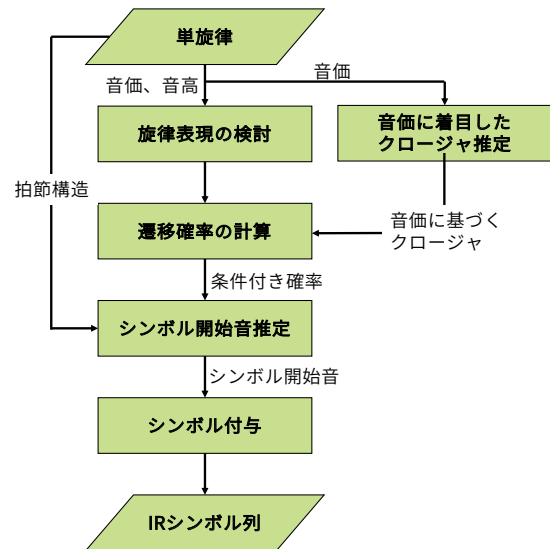 単旋律
音価、音高
音価
旋律表現の検討
音価に着目した
クロージャ推定
拍節構造
遷移確率の計算
音価に基づく
クロージャ
条件付き確率
シンボル開始音推定
シンボル開始音
シンボル付与
IRシンボル列